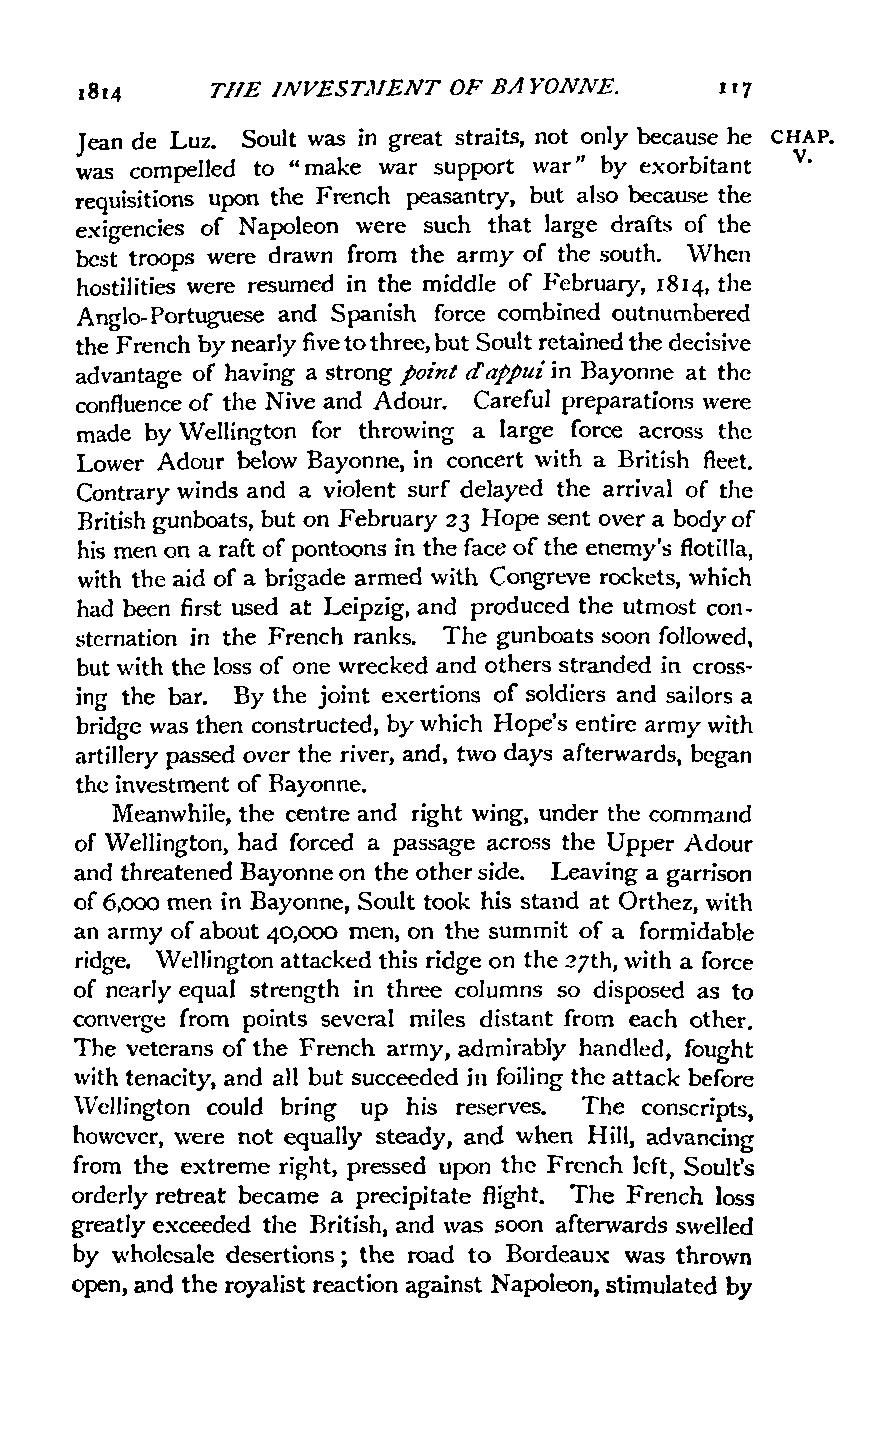 1814 THE INVESTMENT OF BAYONNE. 117
Jean de Luz. Soult was in great straits, not only because he CHAP.
was compelled to “make war support war” by exorbitant V.
requisitions upon the French peasantry, but also because the
exigencies of Napoleon were such that large drafts of the
best troops were drawn from the army of the south. When
hostilities were resumed in the middle of February, 1814, the
Anglo-Portuguese and Spanish force combined outnumbered
the French by nearly five to three, but Soult retained the decisive
advantage of having a strong point d'appui in Bayonne at the
confluence of the Nive and Adour. Careful preparations were
made by Wellington for throwing a large force across the
Lower Adour below Bayonne, in concert with a British fleet.
Contrary winds and a violent surf delayed the arrival of the
British gunboats, but on February 23 Hope sent over a body of
his men on a raft of pontoons in the face of the enemy's flotilla,
with the aid of a brigade armed with Congreve rockets, which
had been first used at Leipzig, and produced the utmost con-
sternation in the French ranks. The gunboats soon followed,
but with the loss of one wrecked and others stranded in cross-
ing the bar. By the joint exertions of soldiers and sailors a
bridge was then constructed, by which Hope's entire army with
artillery passed over the river, and, two days afterwards, began
the investment of Bayonne.
Meanwhile, the centre and right wing, under the command
of Wellington, had forced a passage across the Upper Adour
and threatened Bayonne on the other side. Leaving a garrison
of 6,000 men in Bayonne, Soult took his stand at Orthez, with
an army of about 40,000 men, on the summit of a formidable
ridge. Wellington attacked this ridge on the 27th, with a force
of nearly equal strength in three columns so disposed as to
converge from points several miles distant from each other.
The veterans of the French army, admirably handled, fought
with tenacity, and all but succeeded in foiling the attack before
Wellington could bring up his reserves. The conscripts,
however, were not equally steady, and when Hill, advancing
from the extreme right, pressed upon the French left, Soult's
orderly retreat became a precipitate flight. The French loss
greatly exceeded the British, and was soon afterwards swelled
by wholesale desertions; the road to Bordeaux was thrown
open, and the royalist reaction against Napoleon, stimulated by